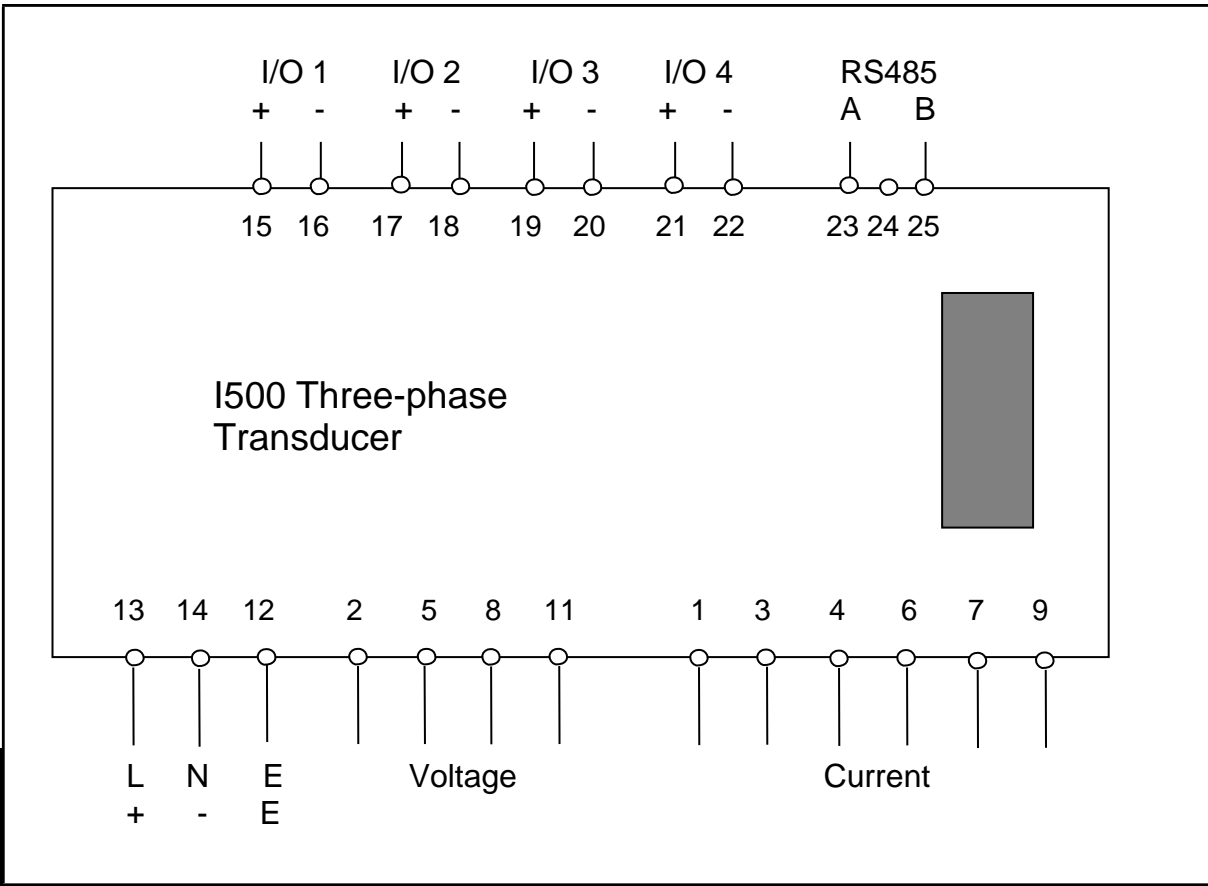 I/O 1 I/O 2 I/O 3 I/O 4 RS485
+ - + - + - + - A B
15 16 17 18 19 20 21 22 23 24 25
I500 Three-phase
Transducer
13 14 12 2 5 8 11 1 3 4 6 7 9
L N E Voltage Current
+ - E